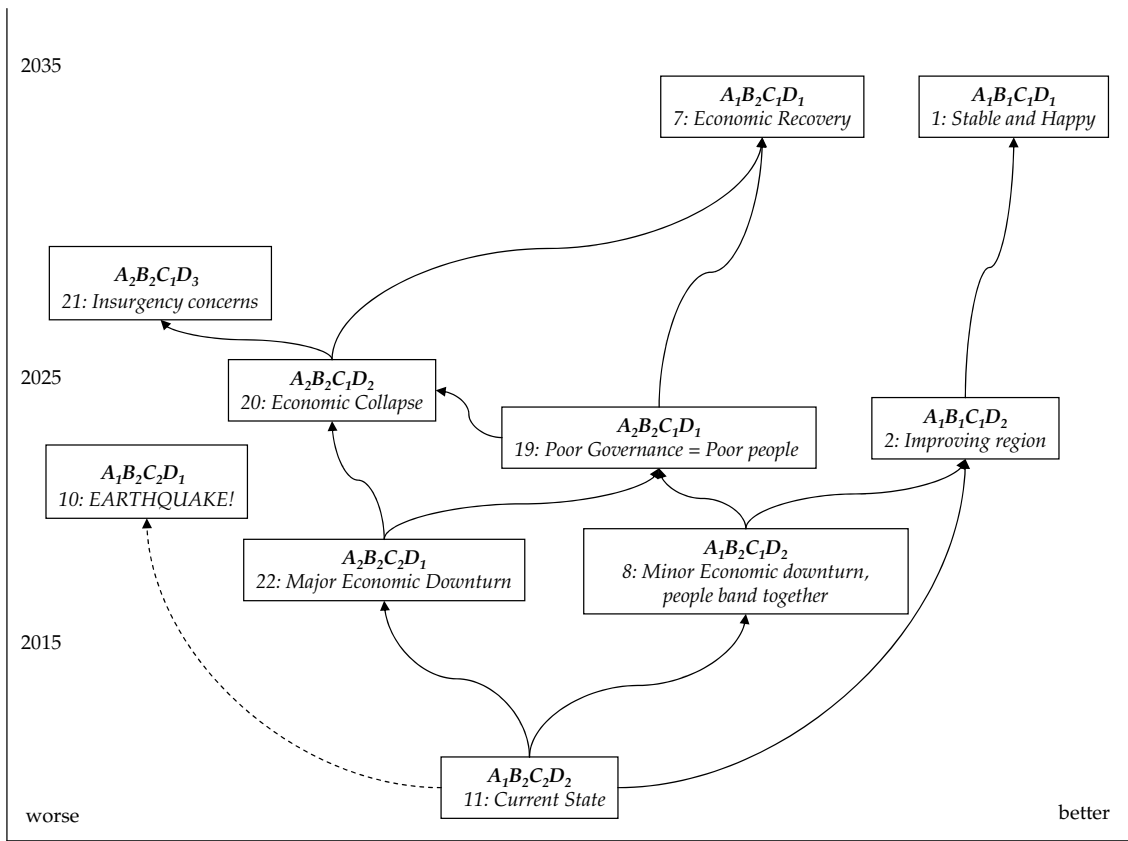 2035
A₁B₂C₁D₁
7: Economic Recovery
A₁B₁C₁D₁
1: Stable and Happy
A₂B₂C₁D₃
21: Insurgency concerns
2025
A₂B₂C₁D₂
20: Economic Collapse
A₂B₂C₁D₁
19: Poor Governance = Poor people
A₁B₁C₁D₂
2: Improving region
A₁B₂C₂D₁
10: EARTHQUAKE!
A₂B₂C₂D₁
22: Major Economic Downturn
A₁B₂C₁D₂
8: Minor Economic downturn,
people band together
2015
A₁B₂C₂D₂
11: Current State
worse
better